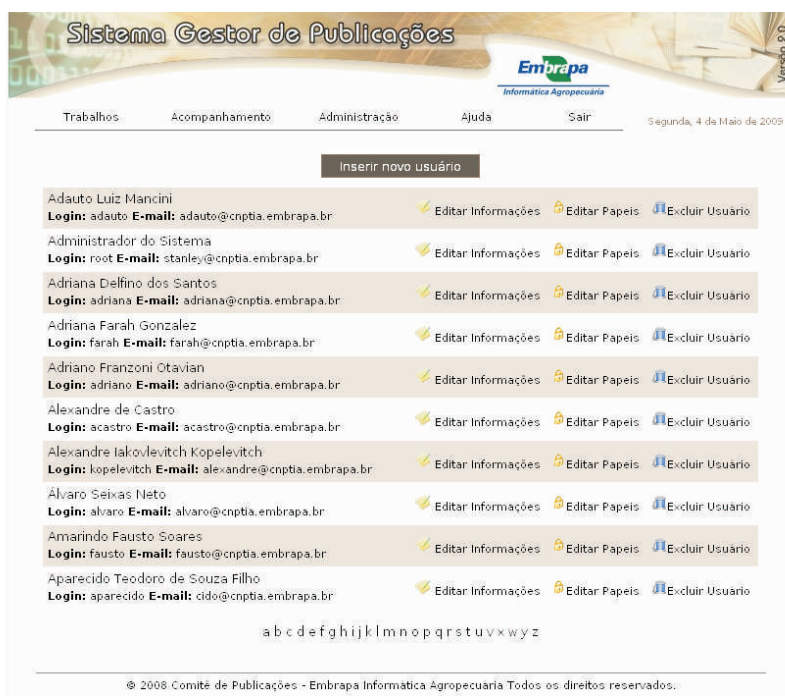 Sistema Gestor de Publicações
Versão 2.0
Embrapa
Informática Agropecuária
Trabalhos Acompanhamento Administração Ajuda Sair Segunda, 4 de Maio de 2009
Inserir novo usuário
Adauto Luiz Mancini
Login: adauto E-mail: adauto@cnptia.embrapa.br Editar Informações Editar Papeis Excluir Usuário
Administrador do Sistema
Login: root E-mail: stanley@cnptia.embrapa.br Editar Informações Editar Papeis Excluir Usuário
Adriana Delfino dos Santos
Login: adriana E-mail: adriana@cnptia.embrapa.br Editar Informações Editar Papeis Excluir Usuário
Adriana Farah Gonzalez
Login: farah E-mail: farah@cnptia.embrapa.br Editar Informações Editar Papeis Excluir Usuário
Adriano Franzoni Otavian
Login: adriano E-mail: adriano@cnptia.embrapa.br Editar Informações Editar Papeis Excluir Usuário
Alexandre de Castro
Login: acastro E-mail: acastro@cnptia.embrapa.br Editar Informações Editar Papeis Excluir Usuário
Alexandre Iakovlevitch Kopelevitch
Login: kopelevitch E-mail: alexandre@cnptia.embrapa.br Editar Informações Editar Papeis Excluir Usuário
Álvaro Seixas Neto
Login: alvaro E-mail: alvaro@cnptia.embrapa.br Editar Informações Editar Papeis Excluir Usuário
Amarindo Fausto Soares
Login: fausto E-mail: fausto@cnptia.embrapa.br Editar Informações Editar Papeis Excluir Usuário
Aparecido Teodoro de Souza Filho
Login: aparecido E-mail: cido@cnptia.embrapa.br Editar Informações Editar Papeis Excluir Usuário
a b c d e f g h i j k l m n o p q r s t u v x w y z
© 2008 Comitê de Publicações - Embrapa Informática Agropecuária Todos os direitos reservados.